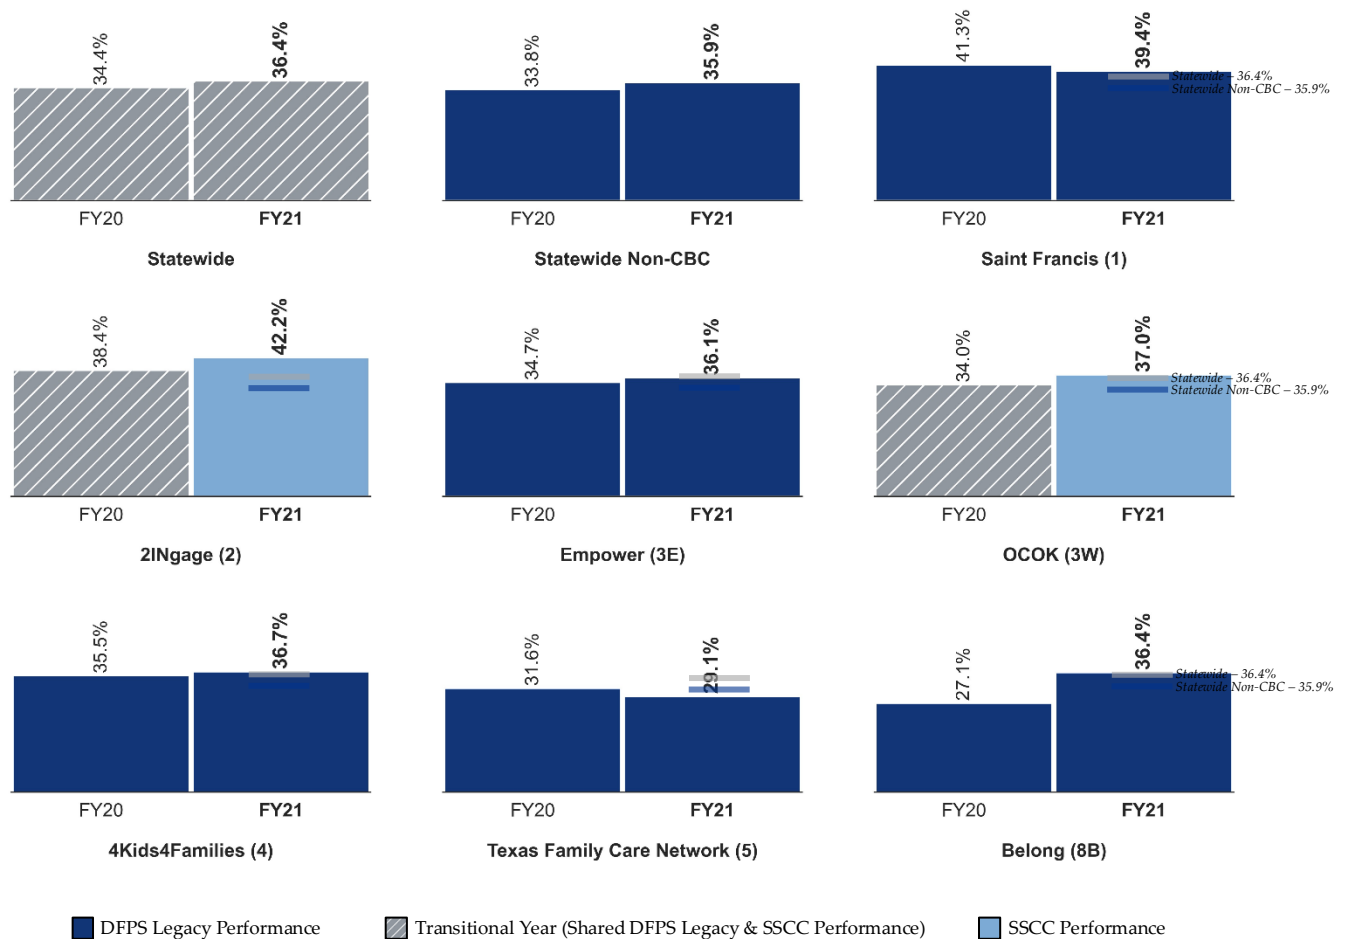 34.4%
36.4%
FY20
FY21
Statewide
33.8%
35.9%
FY20
FY21
Statewide Non-CBC
41.3%
39.4%
Statewide – 36.4%
Statewide Non-CBC – 35.9%
FY20
FY21
Saint Francis (1)
38.4%
42.2%
FY20
FY21
2INgage (2)
34.7%
36.1%
FY20
FY21
Empower (3E)
34.0%
37.0%
Statewide – 36.4%
Statewide Non-CBC – 35.9%
FY20
FY21
OCOK (3W)
35.5%
36.7%
FY20
FY21
4Kids4Families (4)
31.6%
29.1%
FY20
FY21
Texas Family Care Network (5)
27.1%
36.4%
Statewide – 36.4%
Statewide Non-CBC – 35.9%
FY20
FY21
Belong (8B)
DFPS Legacy Performance
Transitional Year (Shared DFPS Legacy & SSCC Performance)
SSCC Performance